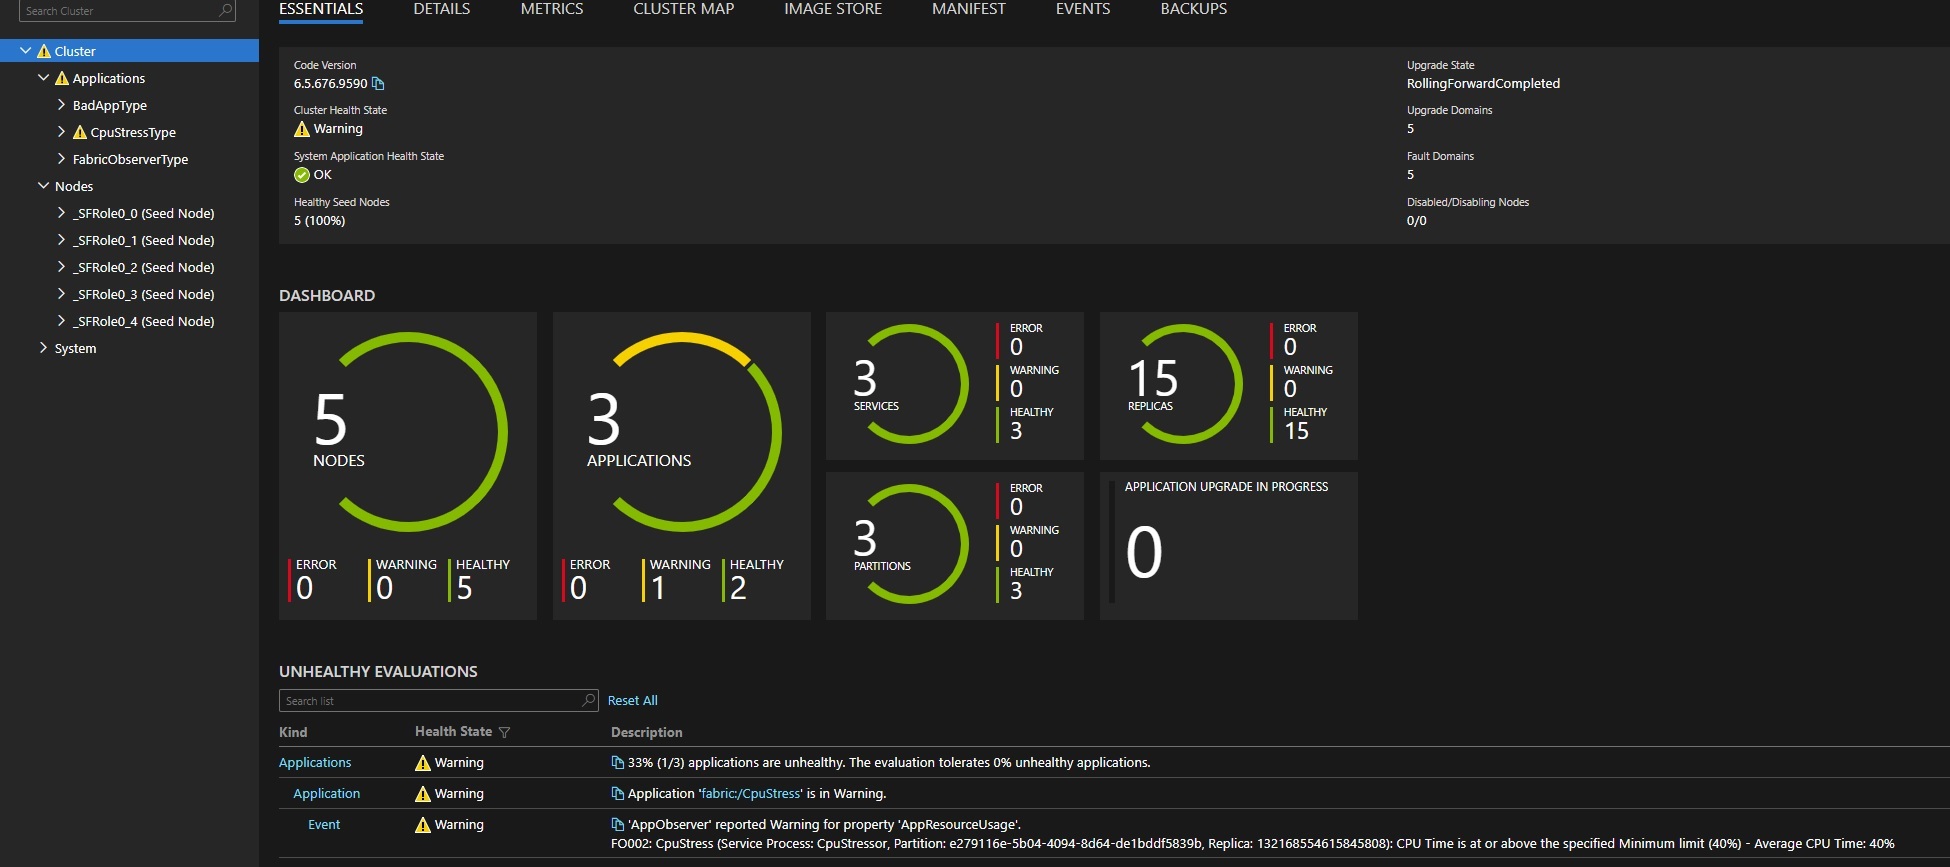 Search Cluster
Cluster
Applications
BadAppType
CpuStressType
FabricObserverType
Nodes
_SFRole0_0 (Seed Node)
_SFRole0_1 (Seed Node)
_SFRole0_2 (Seed Node)
_SFRole0_3 (Seed Node)
_SFRole0_4 (Seed Node)
System
ESSENTIALS DETAILS METRICS CLUSTER MAP IMAGE STORE MANIFEST EVENTS BACKUPS
Code Version
6.5.676.9590
Cluster Health State
Warning
System Application Health State
OK
Healthy Seed Nodes
5 (100%)
Upgrade State
RollingForwardCompleted
Upgrade Domains
5
Fault Domains
5
Disabled/Disabling Nodes
0/0
DASHBOARD
5
NODES
ERROR WARNING HEALTHY
0 0 5
3
APPLICATIONS
ERROR WARNING HEALTHY
0 1 2
3
SERVICES
ERROR
0
WARNING
0
HEALTHY
3
15
REPLICAS
ERROR
0
WARNING
0
HEALTHY
15
3
PARTITIONS
ERROR
0
WARNING
0
HEALTHY
3
APPLICATION UPGRADE IN PROGRESS
0
UNHEALTHY EVALUATIONS
Search list Reset All
Kind Health State Description
Applications Warning 33% (1/3) applications are unhealthy. The evaluation tolerates 0% unhealthy applications.
Application Warning Application 'fabric:/CpuStress' is in Warning.
Event Warning 'AppObserver' reported Warning for property 'AppResourceUsage'.
FO002: CpuStress (Service Process: CpuStressor, Partition: e279116e-5b04-4094-8d64-de1bddf5839b, Replica: 132168554615845808): CPU Time is at or above the specified Minimum limit (40%) - Average CPU Time: 40%